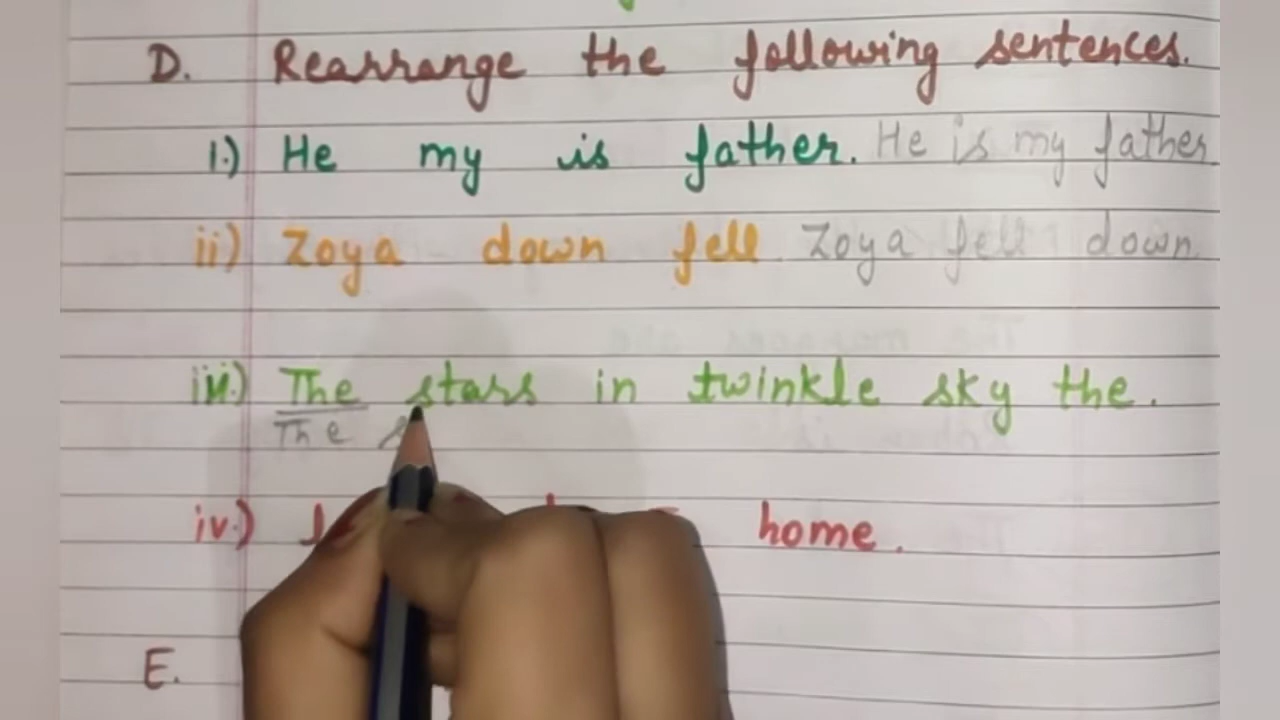 D. Rearrange the following sentences.
i.) He my is father. He is my father
ii) Zoya down fell Zoya fell down
iii.) The stars in twinkle sky the.
The s
iv.) home.
E.